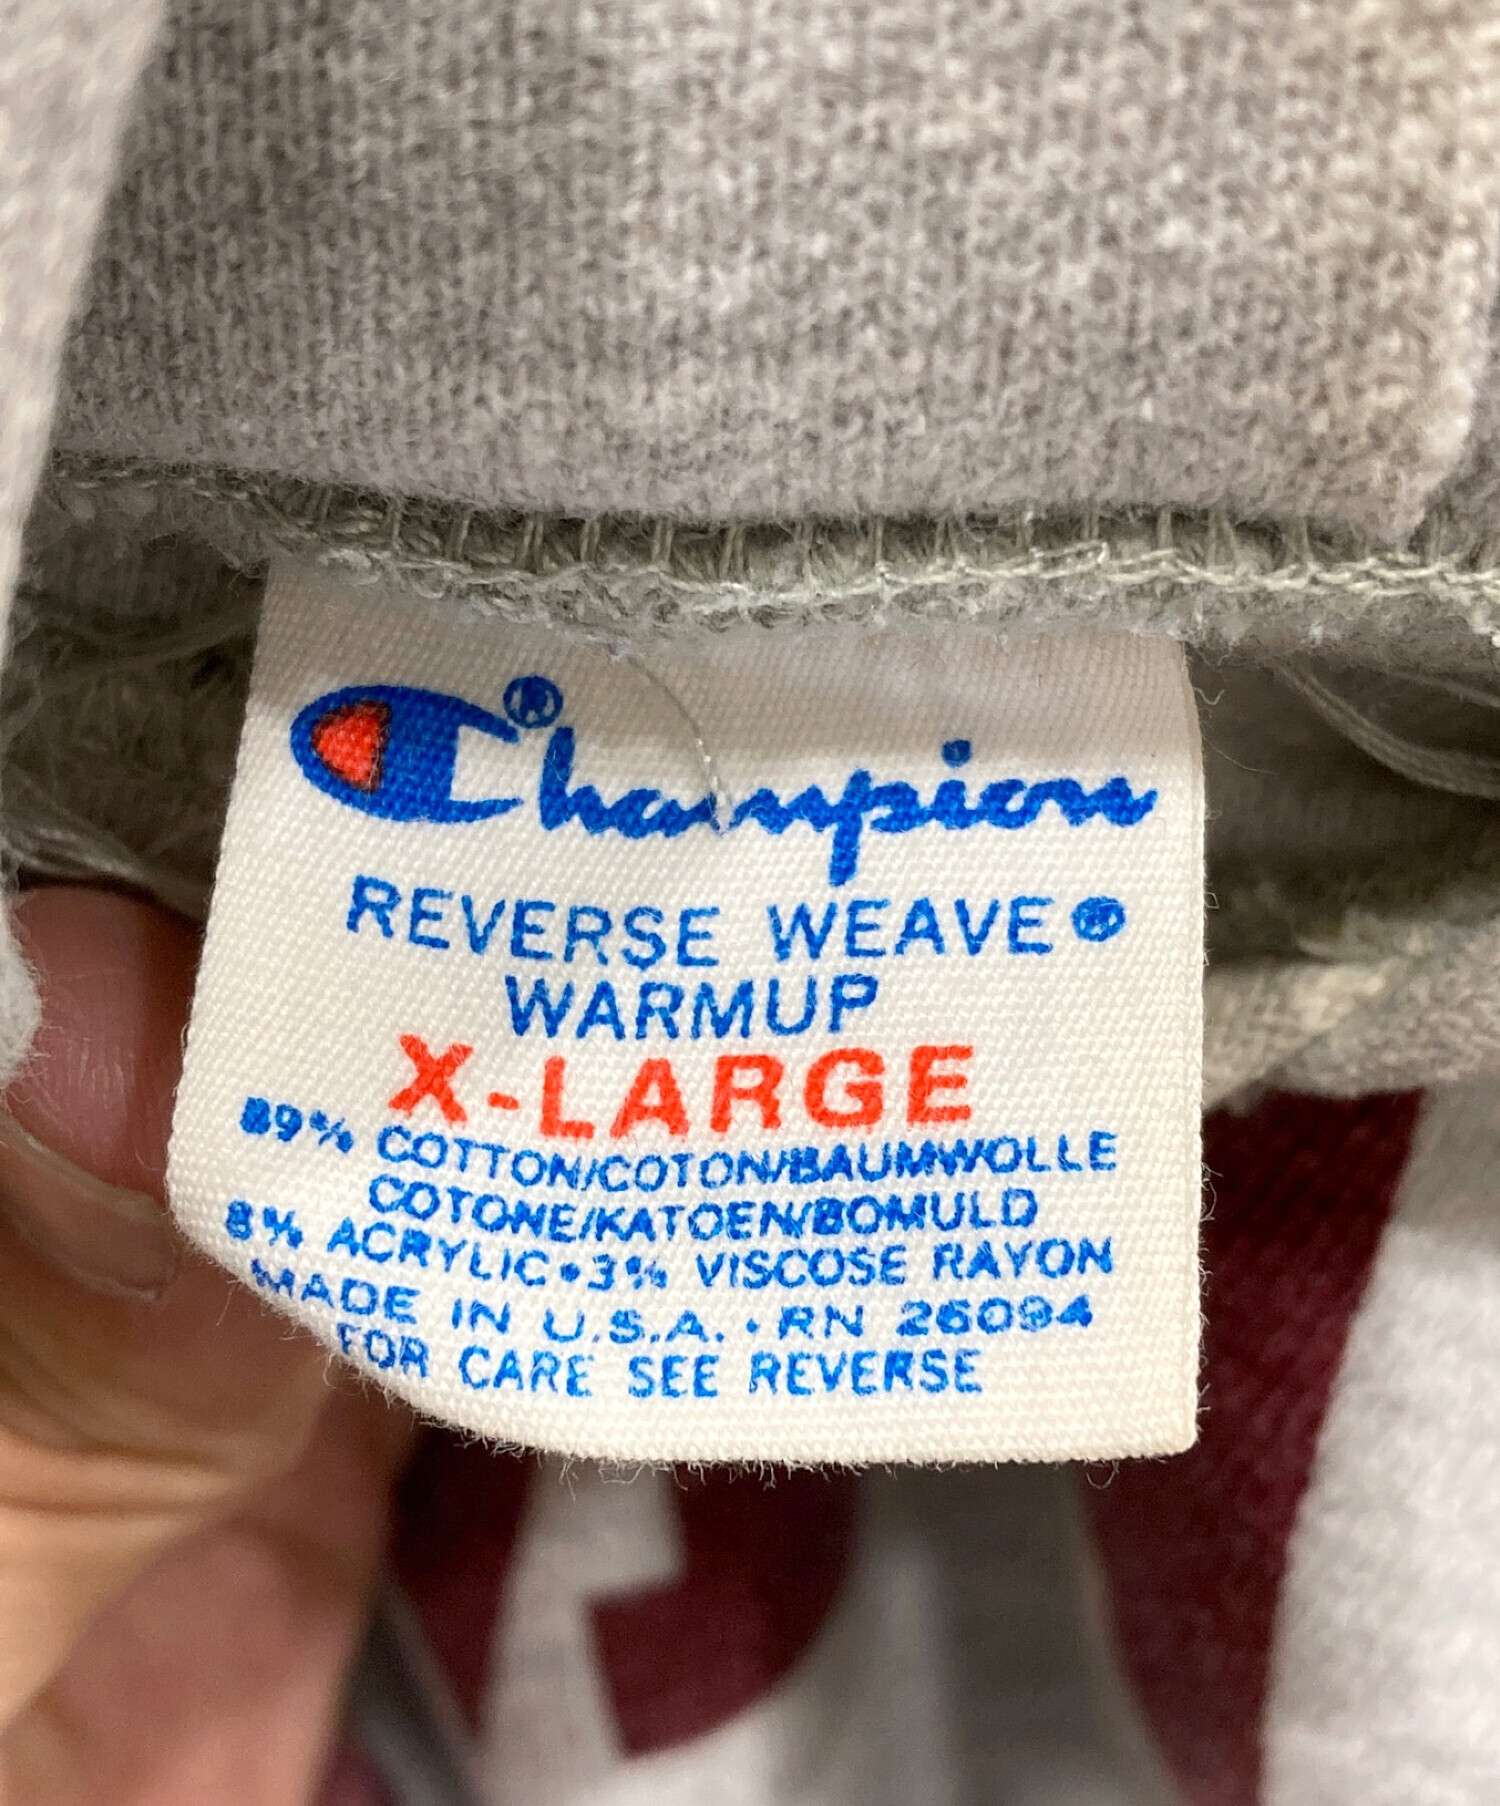 Champion®
REVERSE WEAVE®
WARMUP
X-LARGE
89% COTTON/COTON/BAUMWOLLE
COTONE/KATOEN/BOMULD
8% ACRYLIC•3% VISCOSE RAYON
MADE IN U.S.A. • RN 26094
FOR CARE SEE REVERSE